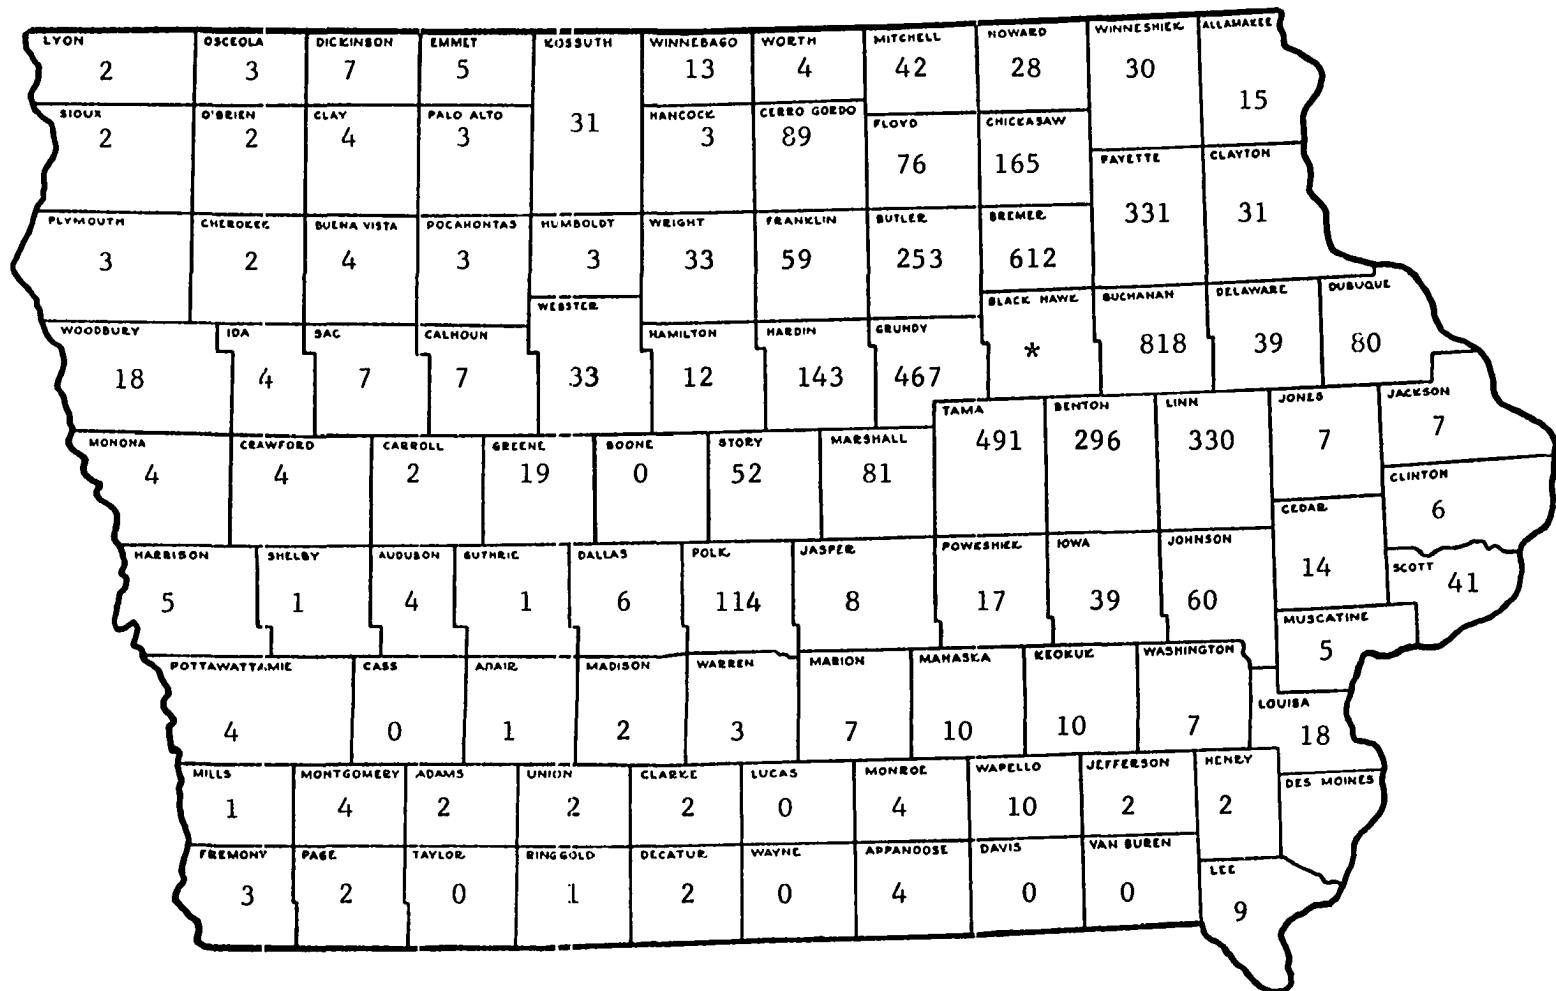 LYON OSCEOLA DICKINSON EMMET KOSSUTH WINNEBAGO WORTH MITCHELL HOWARD WINNESHIEK ALLAMAKEE
2 3 7 5 31 13 4 42 28 30 15
SIOUX O'BRIEN CLAY PALO ALTO HANCOCK CERRO GORDO FLOYD CHICKASAW
2 2 4 3 3 89 76 165
FAYETTE CLAYTON
331 31
PLYMOUTH CHEROKEE BUENA VISTA POCAHONTAS HUMBOLDT WRIGHT FRANKLIN BUTLER BREMER
3 2 4 3 3 33 59 253 612
WOODBURY IDA SAC CALHOUN WEBSTER HAMILTON HARDIN GRUNDY BLACK HAWK BUCHANAN DELAWARE DUBUQUE
18 4 7 7 33 12 143 467 * 818 39 80
MONONA CRAWFORD CARROLL GREENE BOONE STORY MARSHALL TAMA BENTON LINN JONES JACKSON
4 4 2 19 0 52 81 491 296 330 7 7
CLINTON
6
HARRISON SHELBY AUDUBON GUTHRIE DALLAS POLK JASPER POWESHIEK IOWA JOHNSON CEDAR SCOTT
5 1 4 1 6 114 8 17 39 60 14 41
MUSCATINE
5
POTTAWATTAMIE CASS ADAIR MADISON WARREN MARION MAHASKA KEOKUK WASHINGTON LOUISA
4 0 1 2 3 7 10 10 7 18
MILLS MONTGOMERY ADAMS UNION CLARKE LUCAS MONROE WAPELLO JEFFERSON HENRY DES MOINES
1 4 2 2 2 0 4 10 2 2
FREMONT PAGE TAYLOR RINGGOLD DECATUR WAYNE APPANOOSE DAVIS VAN BUREN LEE
3 2 0 1 2 0 4 0 0 9